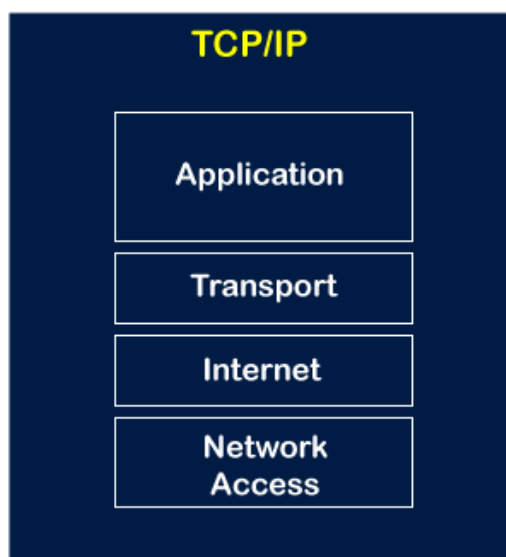 TCP/IP
Application
Transport
Internet
Network
Access